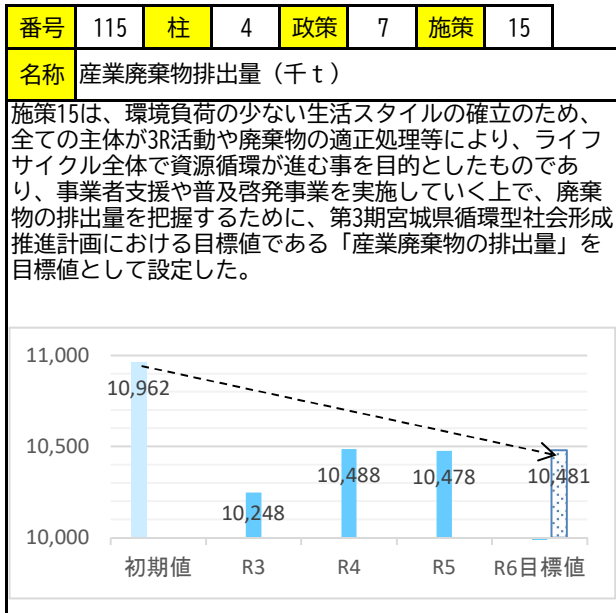 番号 115 柱 4 政策 7 施策 15
名称 産業廃棄物排出量（千ｔ）
施策15は、環境負荷の少ない生活スタイルの確立のため、
全ての主体が3R活動や廃棄物の適正処理等により、ライフ
サイクル全体で資源循環が進む事を目的としたものであ
り、事業者支援や普及啓発事業を実施していく上で、廃棄
物の排出量を把握するために、第3期宮城県循環型社会形成
推進計画における目標値である「産業廃棄物の排出量」を
目標値として設定した。
11,000
10,962
10,500
10,488 10,478 10,481
10,248
10,000
初期値 R3 R4 R5 R6目標値